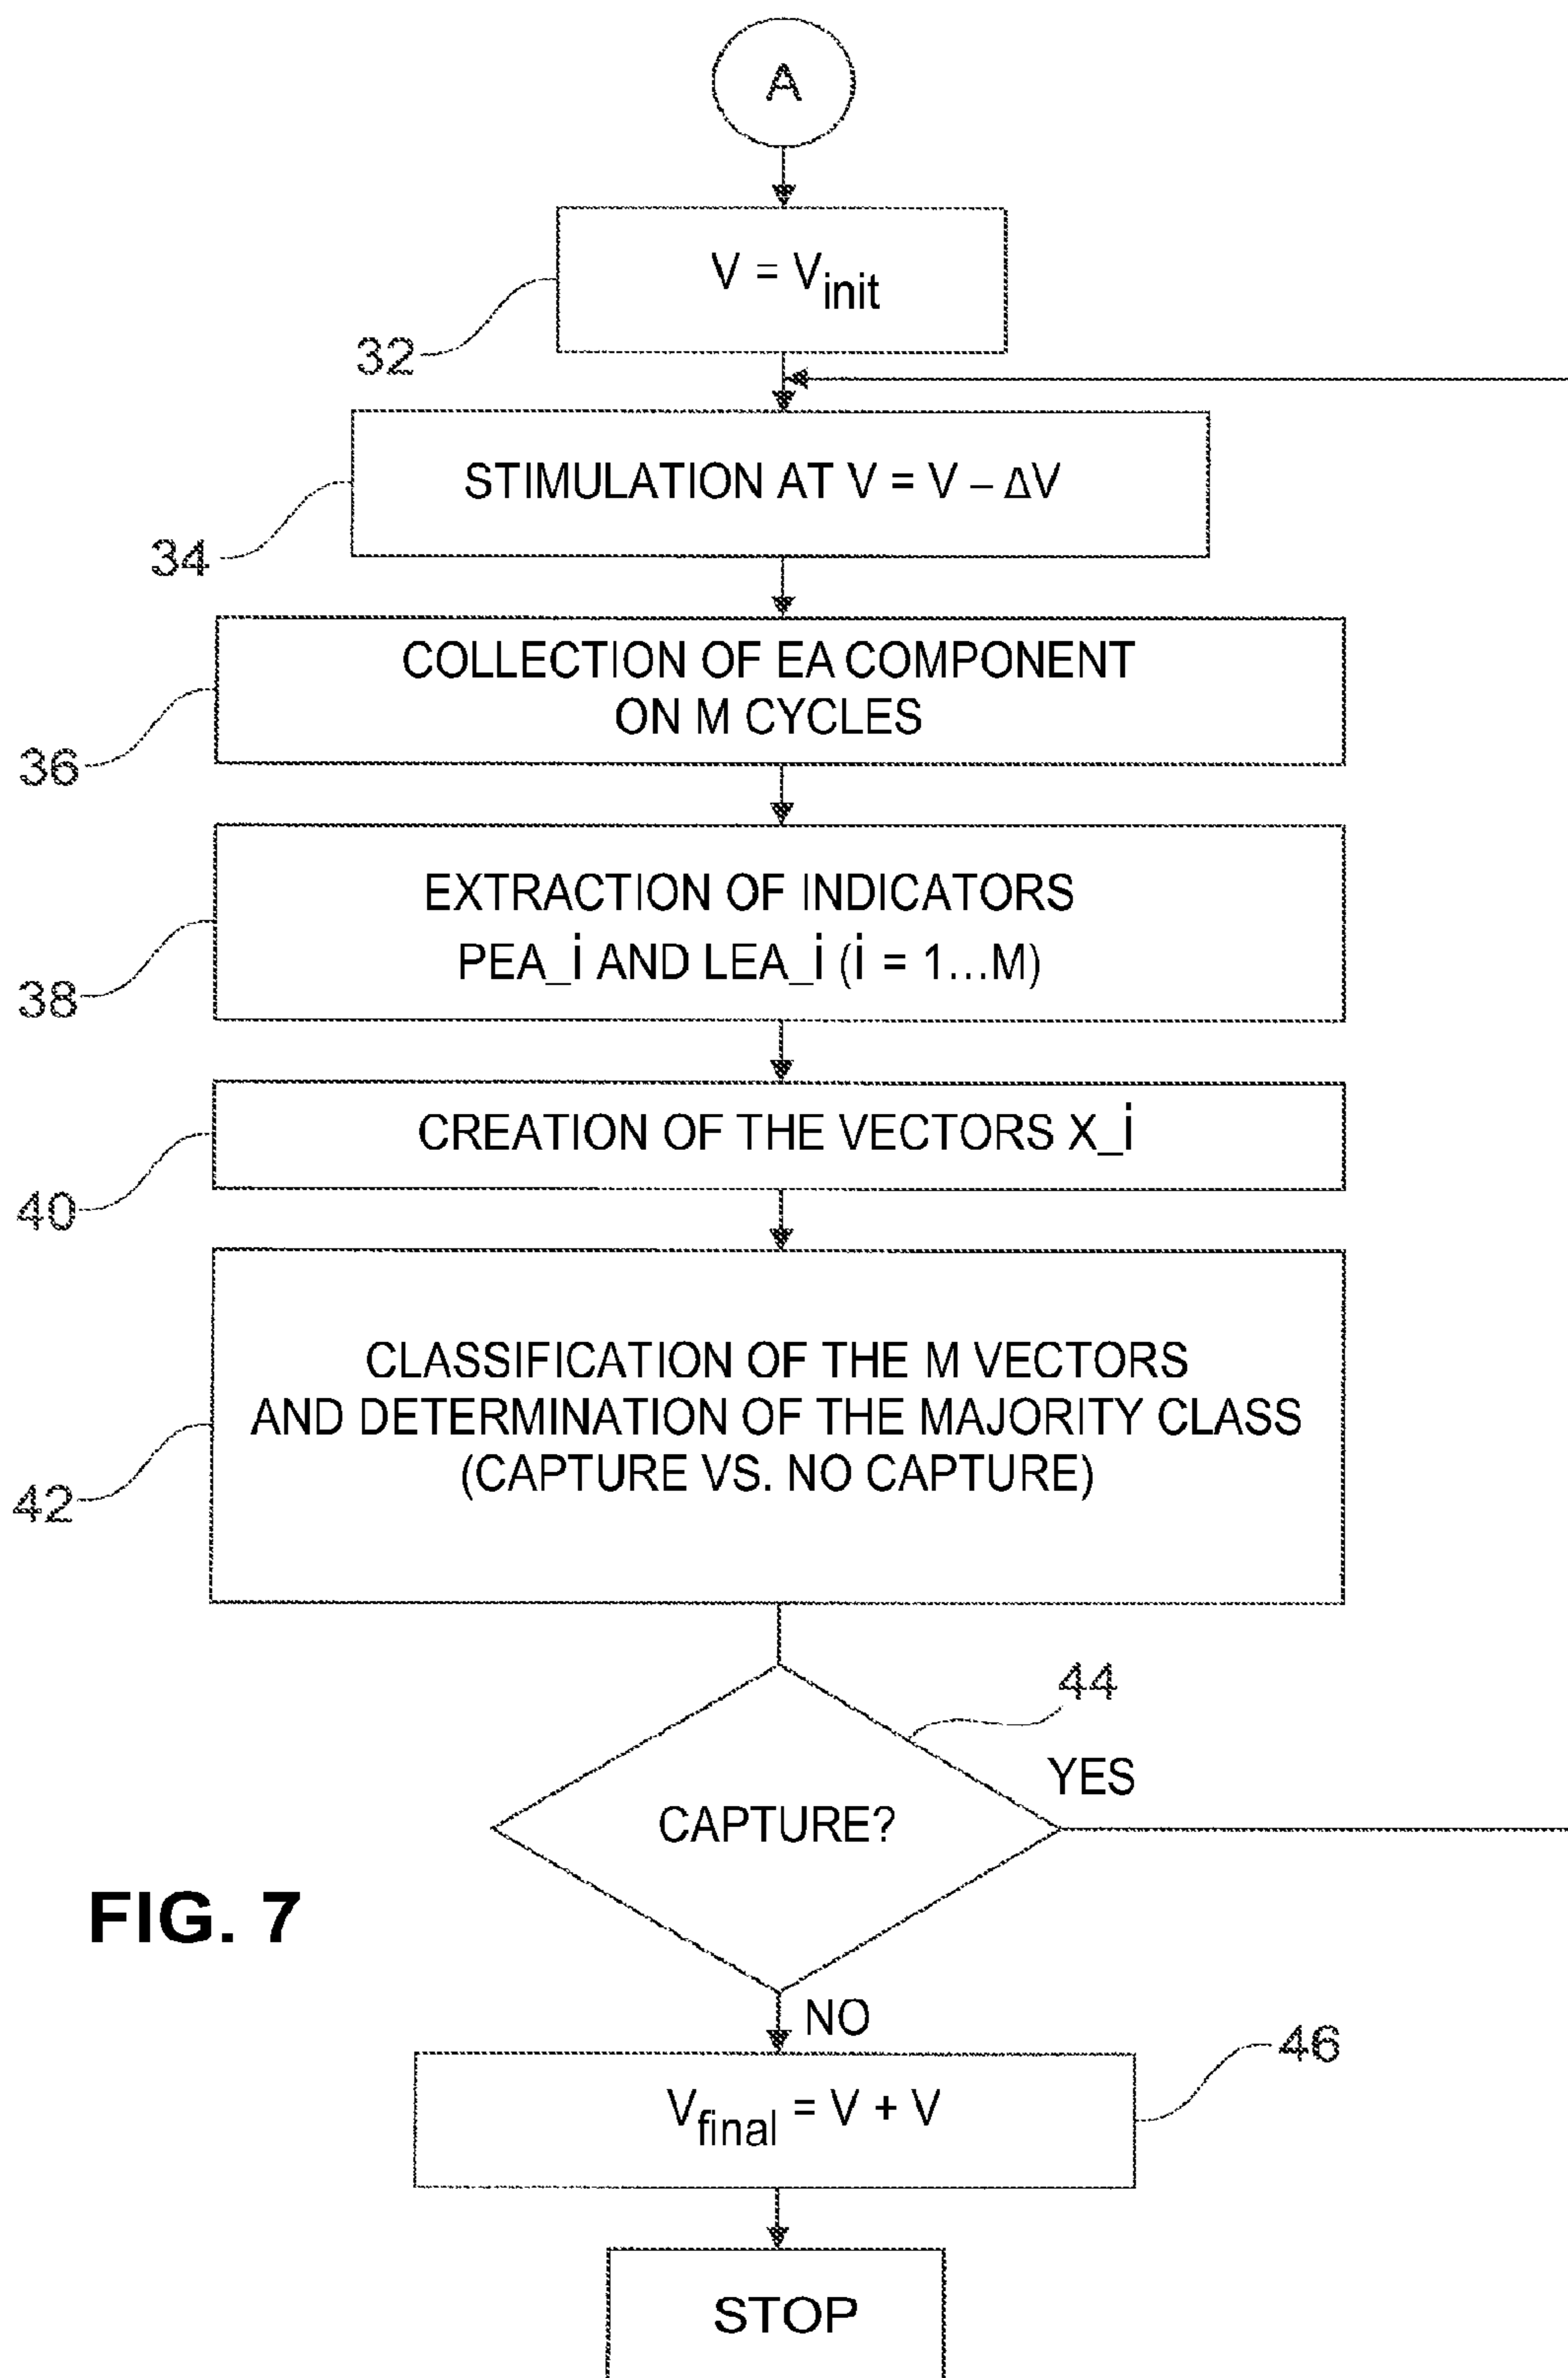 A
V = Vinit
32
STIMULATION AT V = V – ΔV
34
COLLECTION OF EA COMPONENT
ON M CYCLES
36
EXTRACTION OF INDICATORS
PEA_i AND LEA_i (i = 1...M)
38
CREATION OF THE VECTORS X_i
40
CLASSIFICATION OF THE M VECTORS
AND DETERMINATION OF THE MAJORITY CLASS
(CAPTURE VS. NO CAPTURE)
42
44
YES
CAPTURE?
FIG. 7
NO
46
Vfinal = V + V
STOP